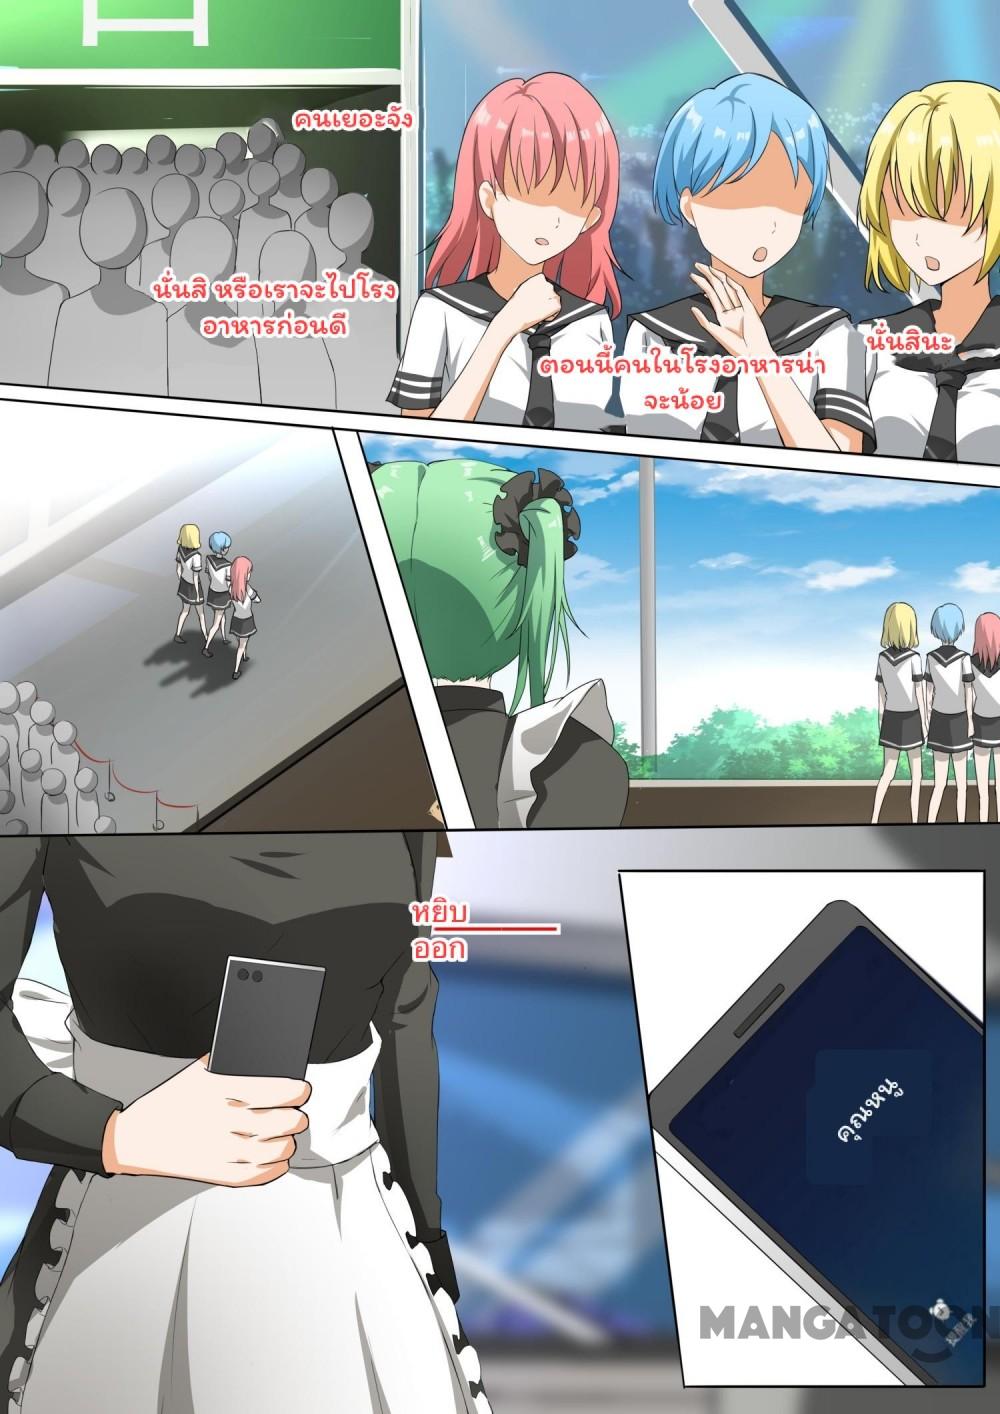 คนเยอะจัง
นั่นสิ หรือเราจะไปโรง
อาหารก่อนดี
ตอนนี้คนในโรงอาหารน่า
จะน้อย
นั่นสินะ
หยิบ
ออก
คุณหนู
MANGATOON